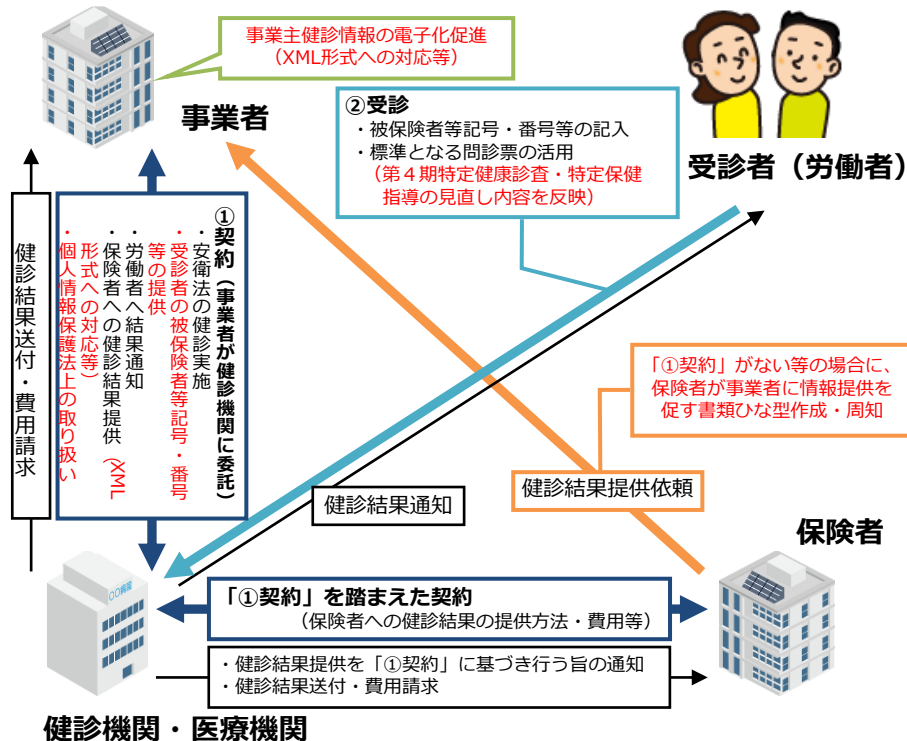 事業主健診情報の電子化促進
(XML形式への対応等)
事業者
②受診
・被保険者等記号・番号等の記入
・標準となる問診票の活用
(第4期特定健康診査・特定保健
指導の見直し内容を反映)
受診者(労働者)
健診結果送付・費用請求
①契約(事業者が健診機関に委託)
・安衛法の健診実施
・受診者の被保険者等記号・番号
等の提供
・労働者へ結果通知
・保険者への健診結果提供(XML
形式への対応等)
・個人情報保護法上の取り扱い
「①契約」がない等の場合に、
保険者が事業者に情報提供を
促す書類ひな型作成・周知
健診結果提供依頼
健診結果通知
保険者
〇〇病院
「①契約」を踏まえた契約
(保険者への健診結果の提供方法・費用等)
・健診結果提供を「①契約」に基づき行う旨の通知
・健診結果送付・費用請求
健診機関・医療機関